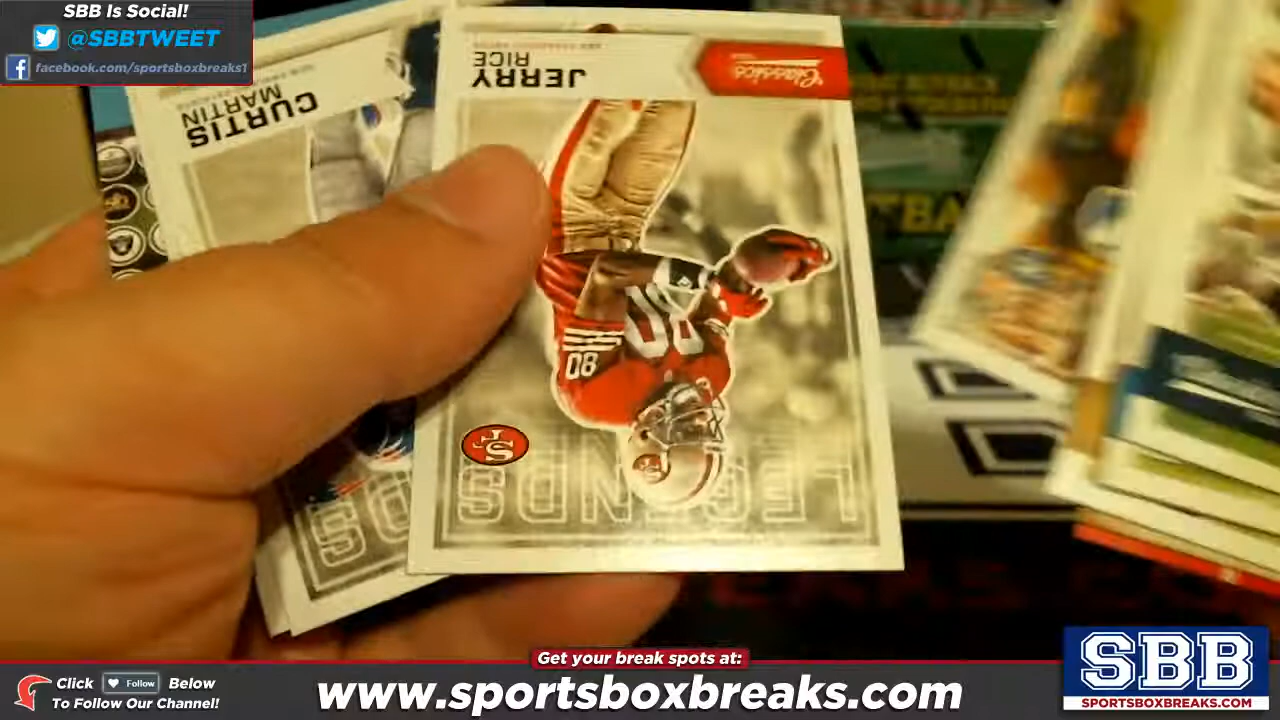 SBB Is Social!
@SBBTWEET
facebook.com/sportsboxbreaks1
JERRY
RICE
Classics
CURTIS
MARTIN
80
80
LEGENDS
Get your break spots at:
Click Follow Below
To Follow Our Channel!
www.sportsboxbreaks.com
SBB
SPORTSBOXBREAKS.COM